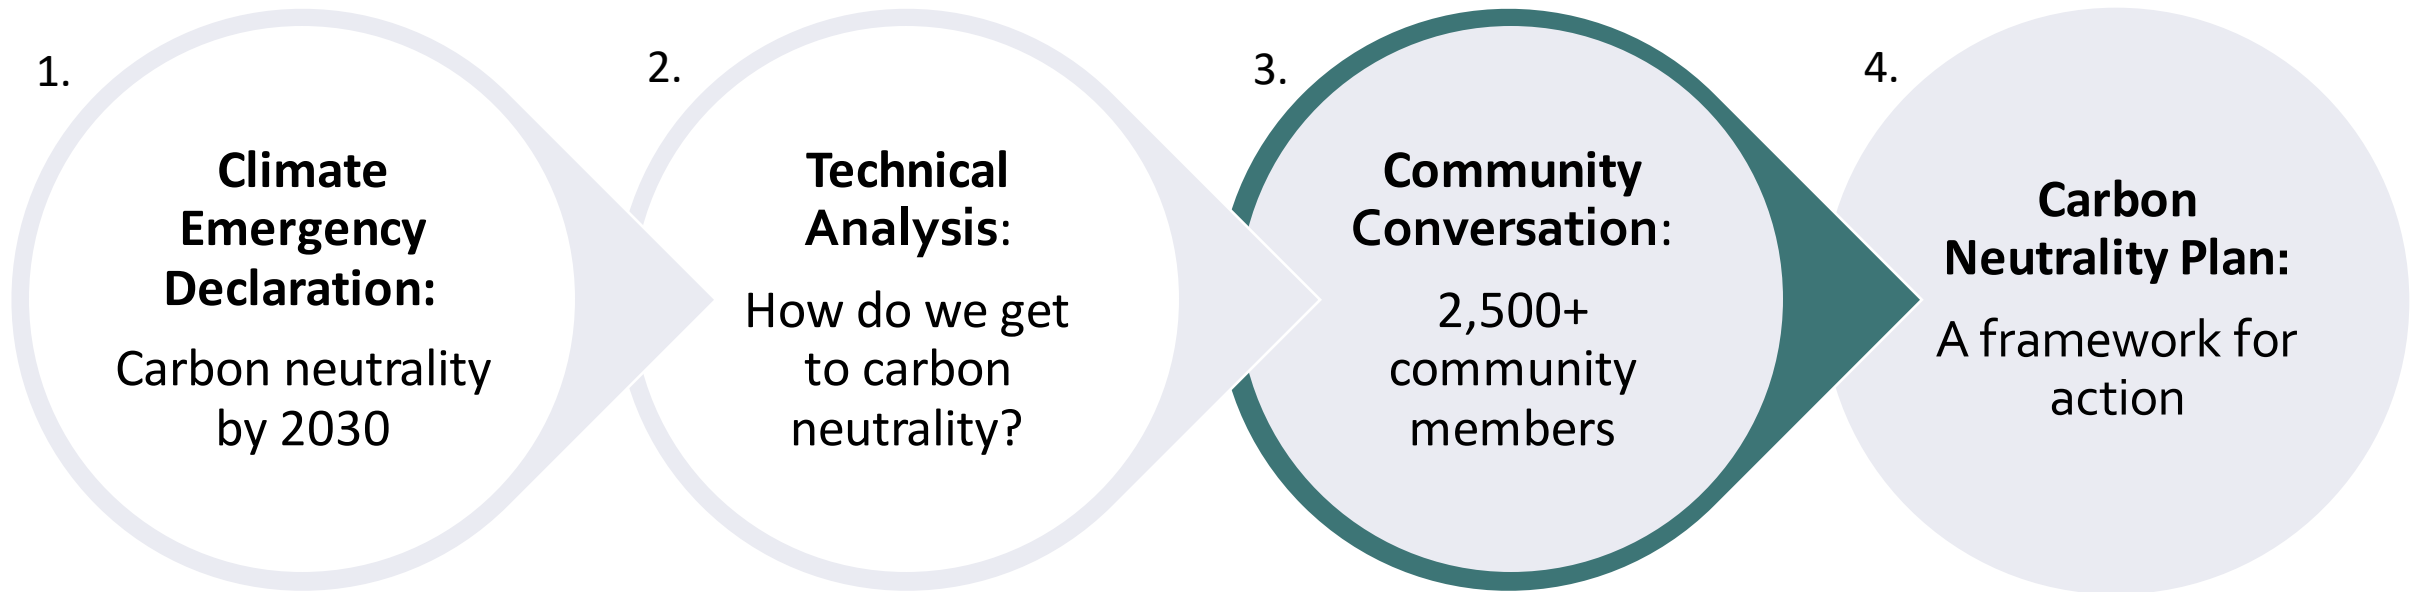 1.
Climate
Emergency
Declaration:
Carbon neutrality
by 2030
2.
Technical
Analysis:
How do we get
to carbon
neutrality?
3.
Community
Conversation:
2,500+
community
members
4.
Carbon
Neutrality Plan:
A framework for
action